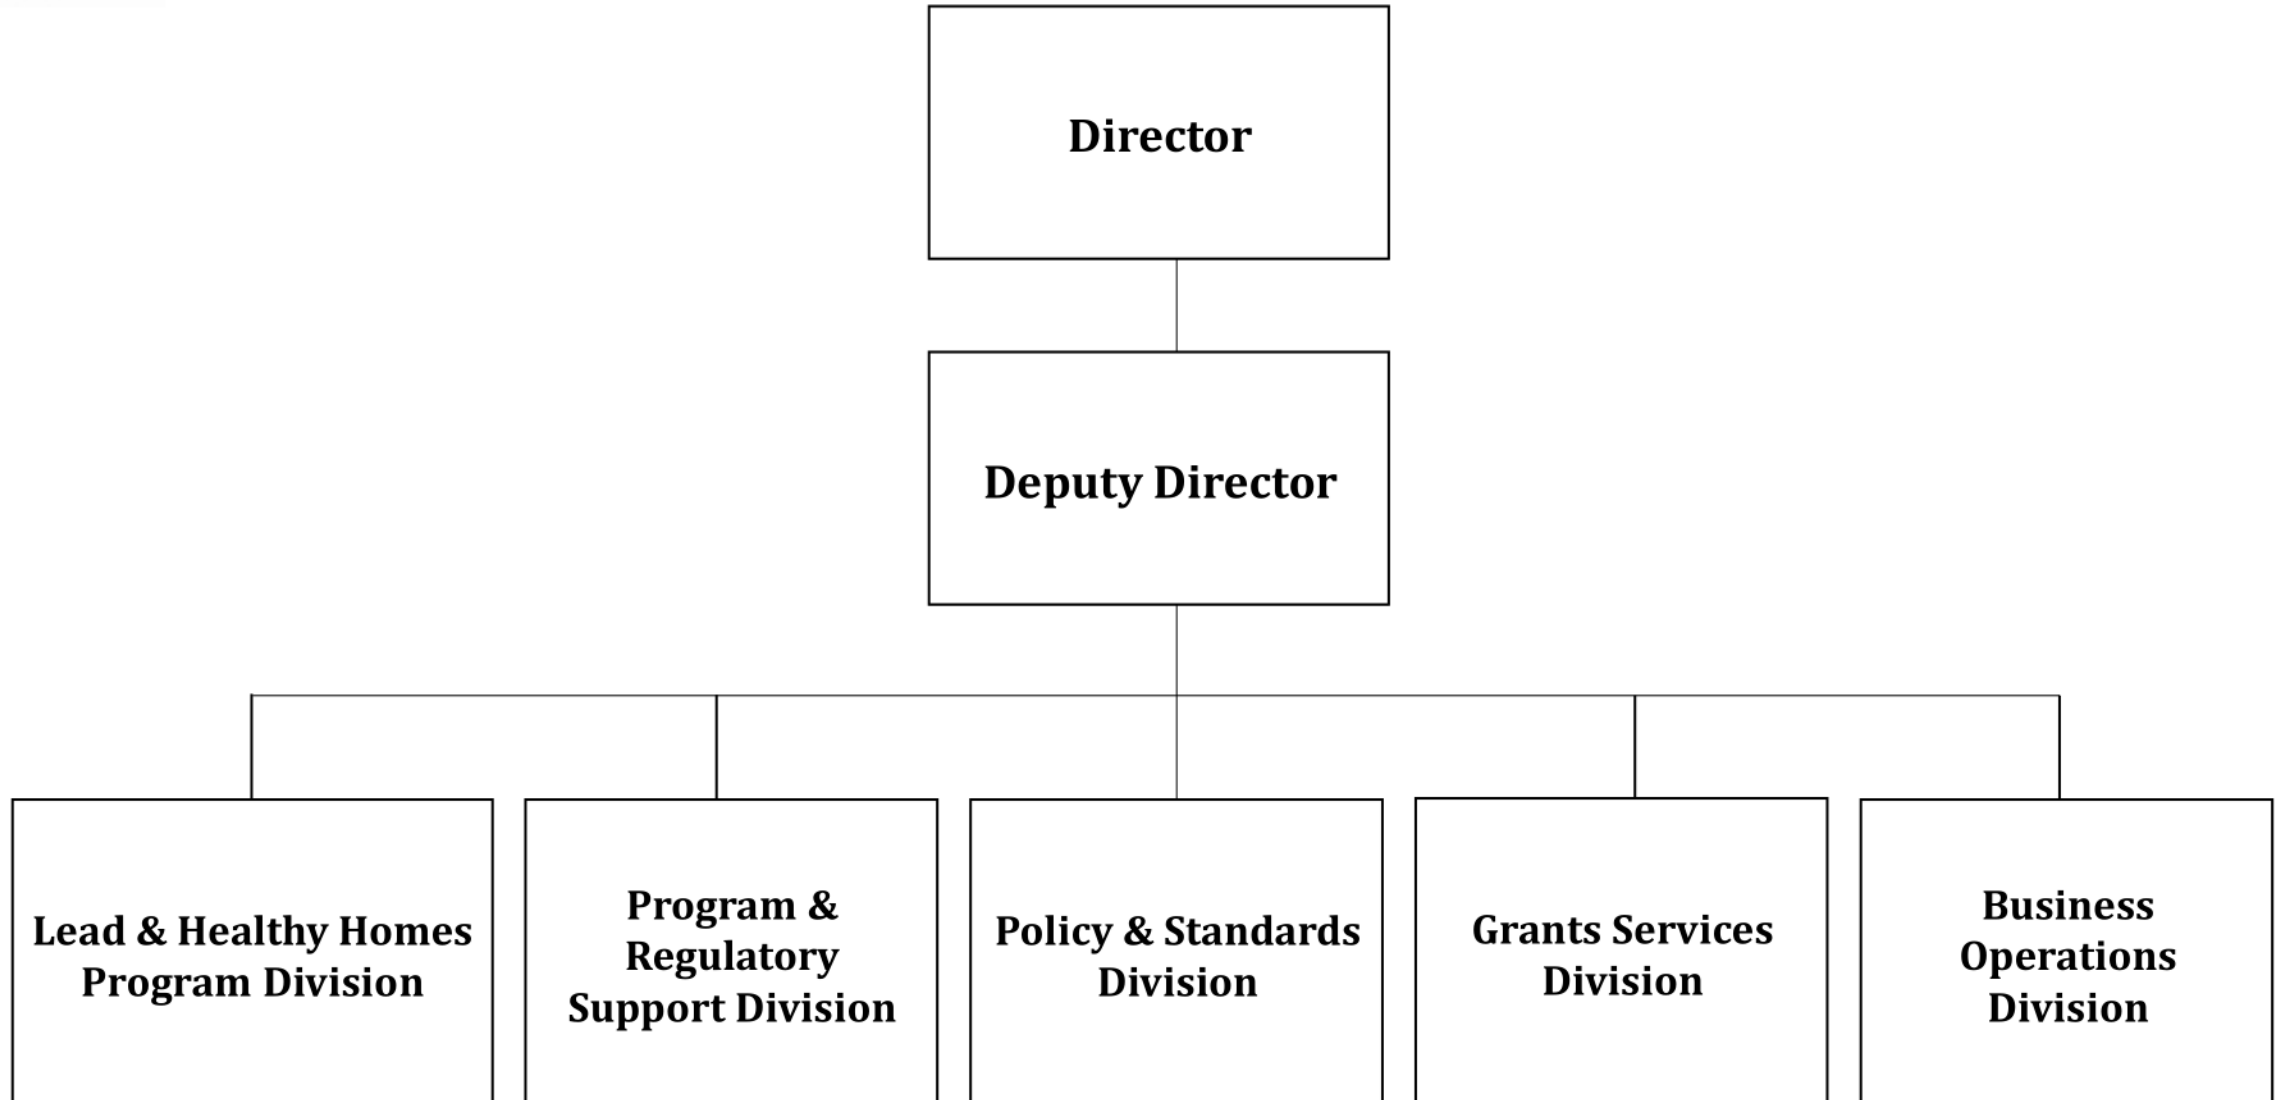 Director
Deputy Director
Lead & Healthy Homes
Program Division
Program &
Regulatory
Support Division
Policy & Standards
Division
Grants Services
Division
Business
Operations
Division